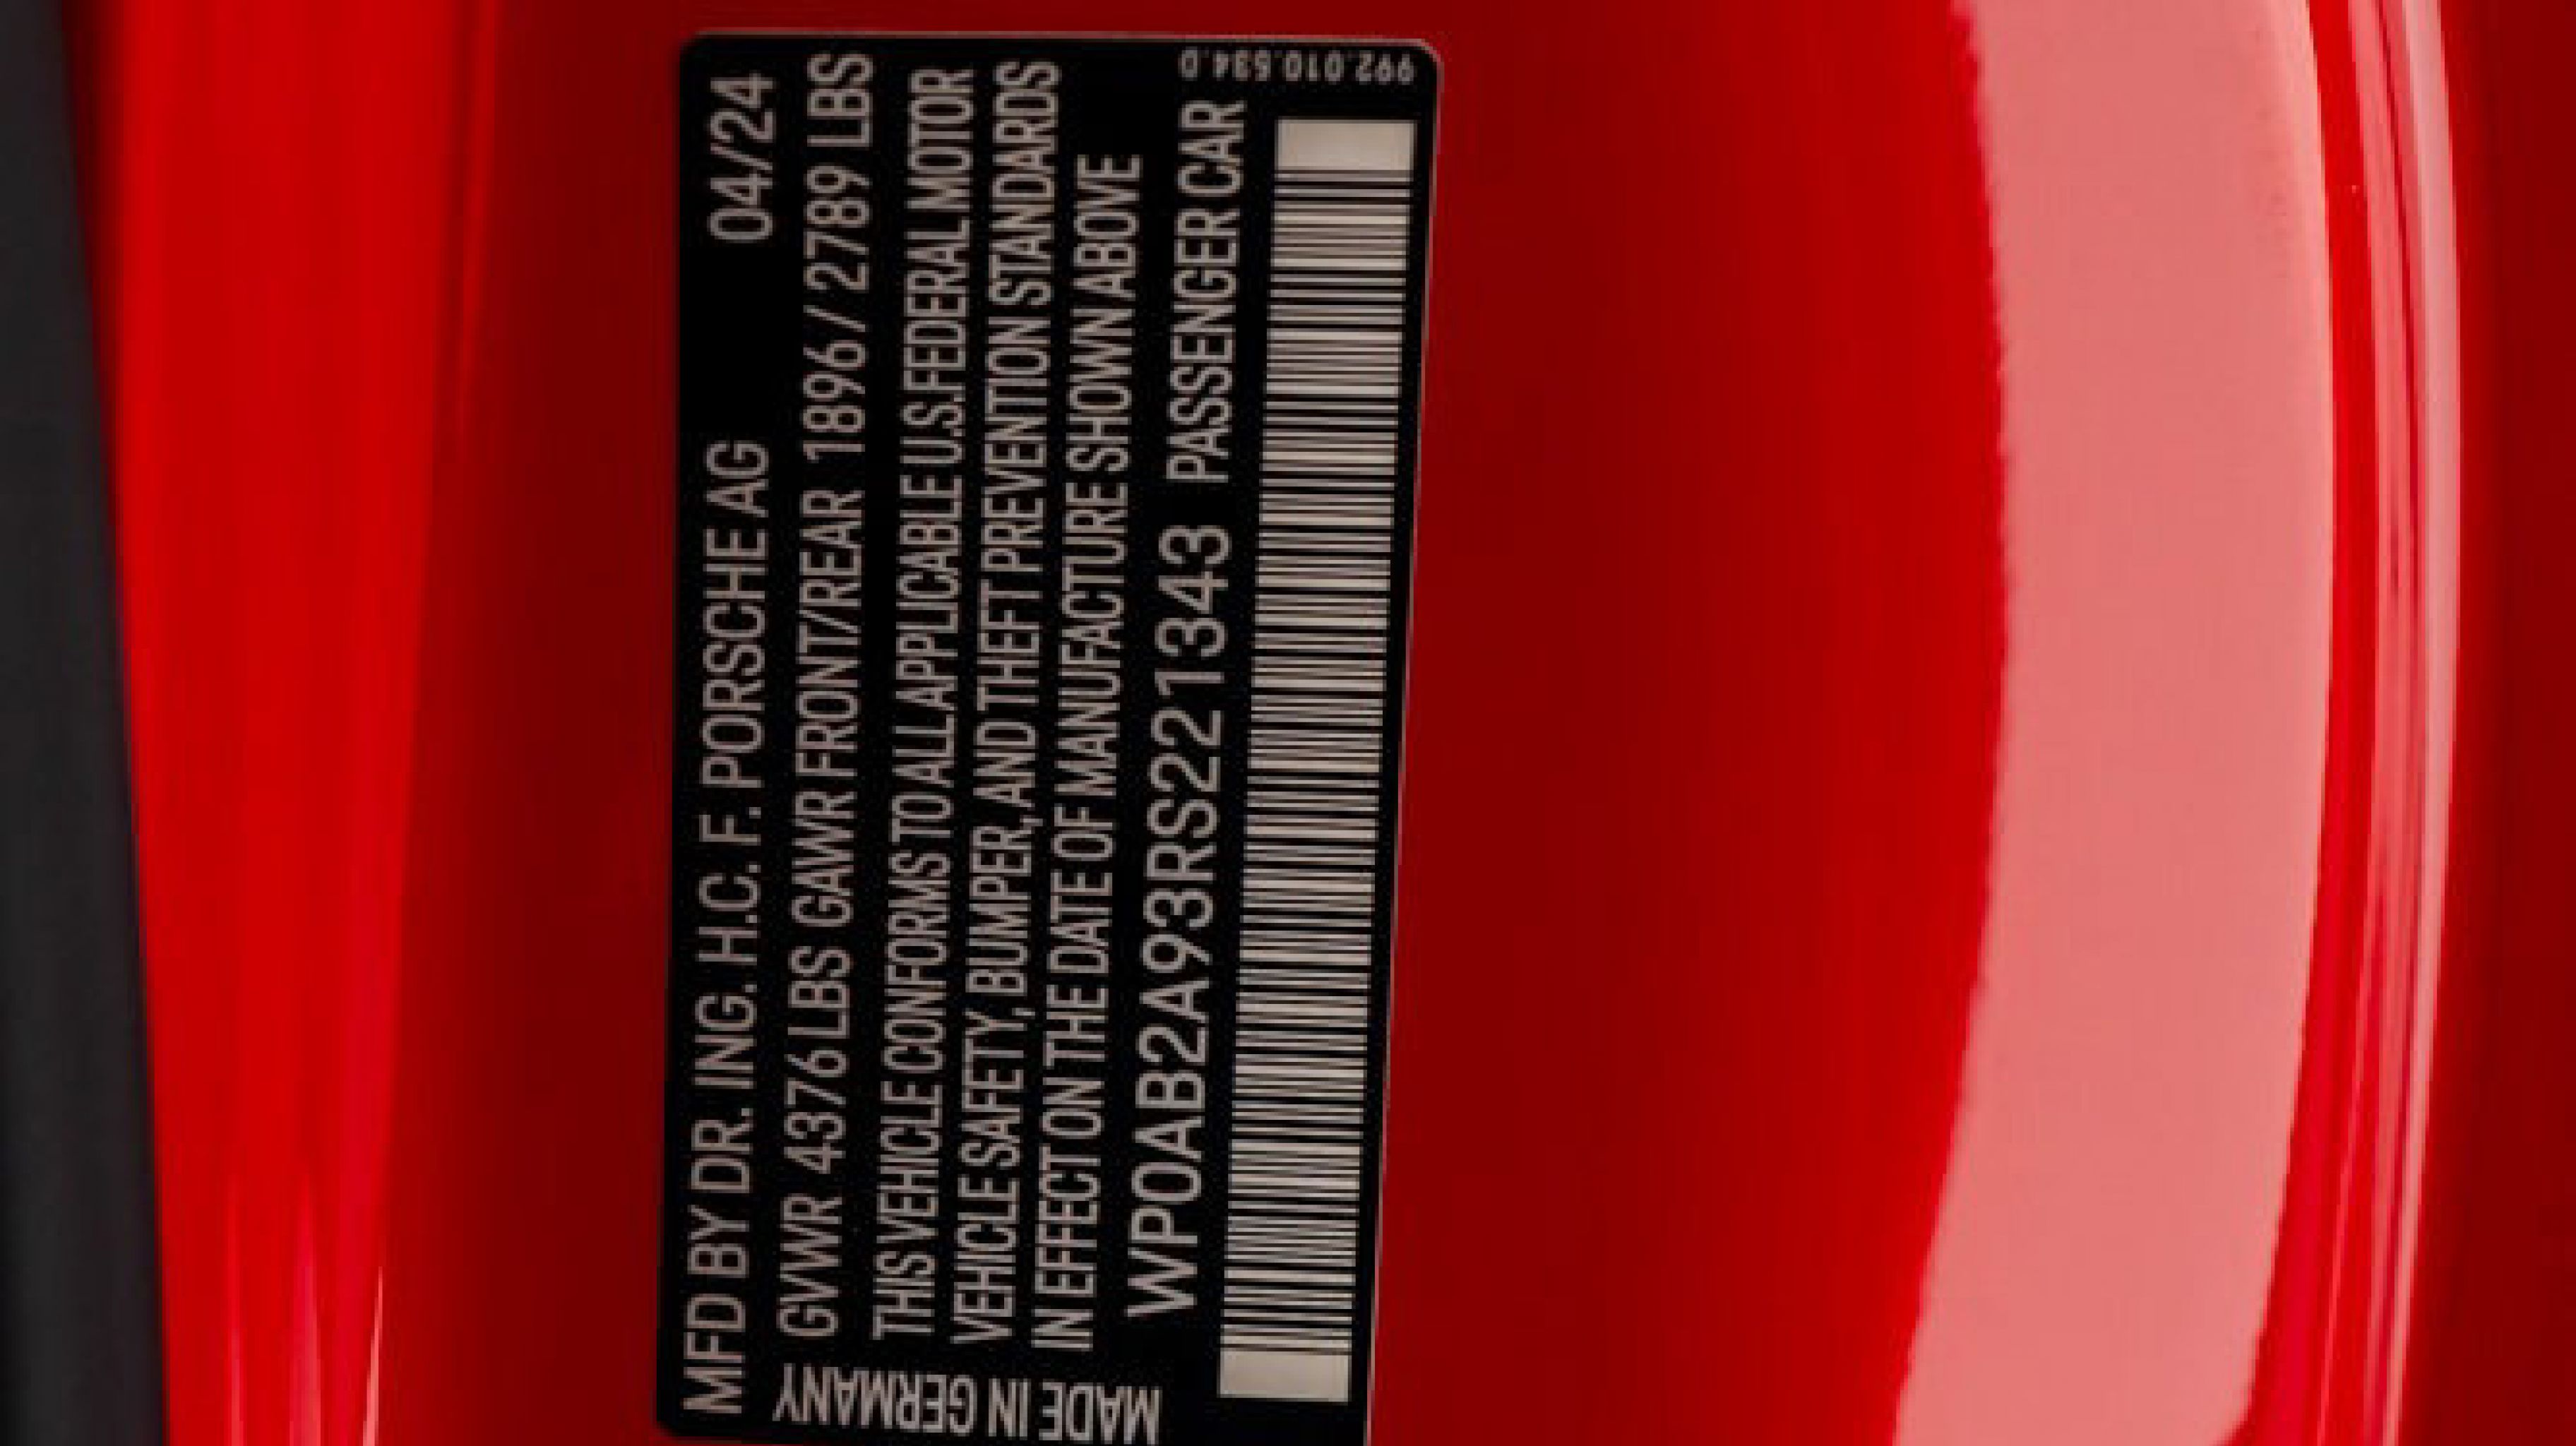 MFD BY DR. ING. H.C. F. PORSCHE AG 04/24
GVWR 4376 LBS GAWR FRONT/REAR 1896 / 2789 LBS
THIS VEHICLE CONFORMS TO ALL APPLICABLE U.S. FEDERAL MOTOR
VEHICLE SAFETY, BUMPER, AND THEFT PREVENTION STANDARDS
IN EFFECT ON THE DATE OF MANUFACTURE SHOWN ABOVE
WP0AB2A93RS221343 PASSENGER CAR
MADE IN GERMANY
992.010.534.D